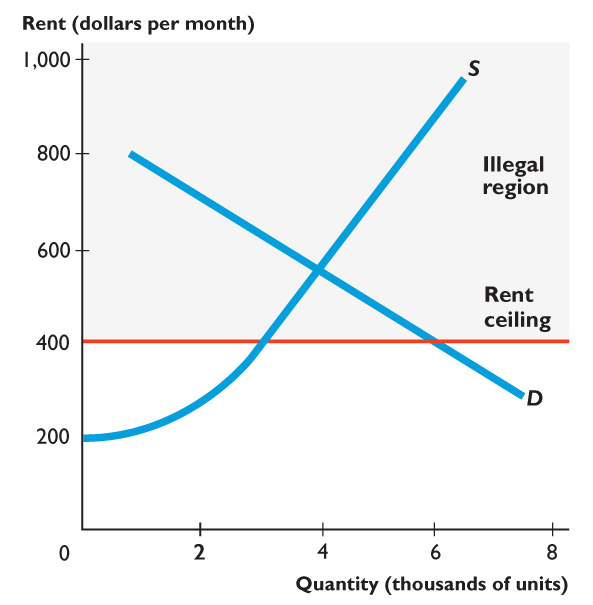 Rent (dollars per month)
1,000
S
800
Illegal
region
600
Rent
ceiling
400
D
200
0
2
4
6
8
Quantity (thousands of units)